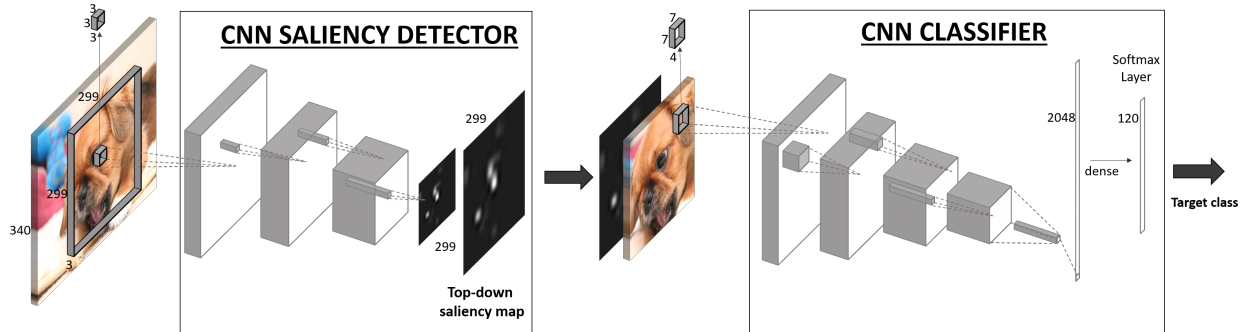 3
3
3
299
299
340
3
CNN SALIENCY DETECTOR
299
299
Top-down
saliency map
7
7
4
CNN CLASSIFIER
2048
Softmax
Layer
120
dense
Target class